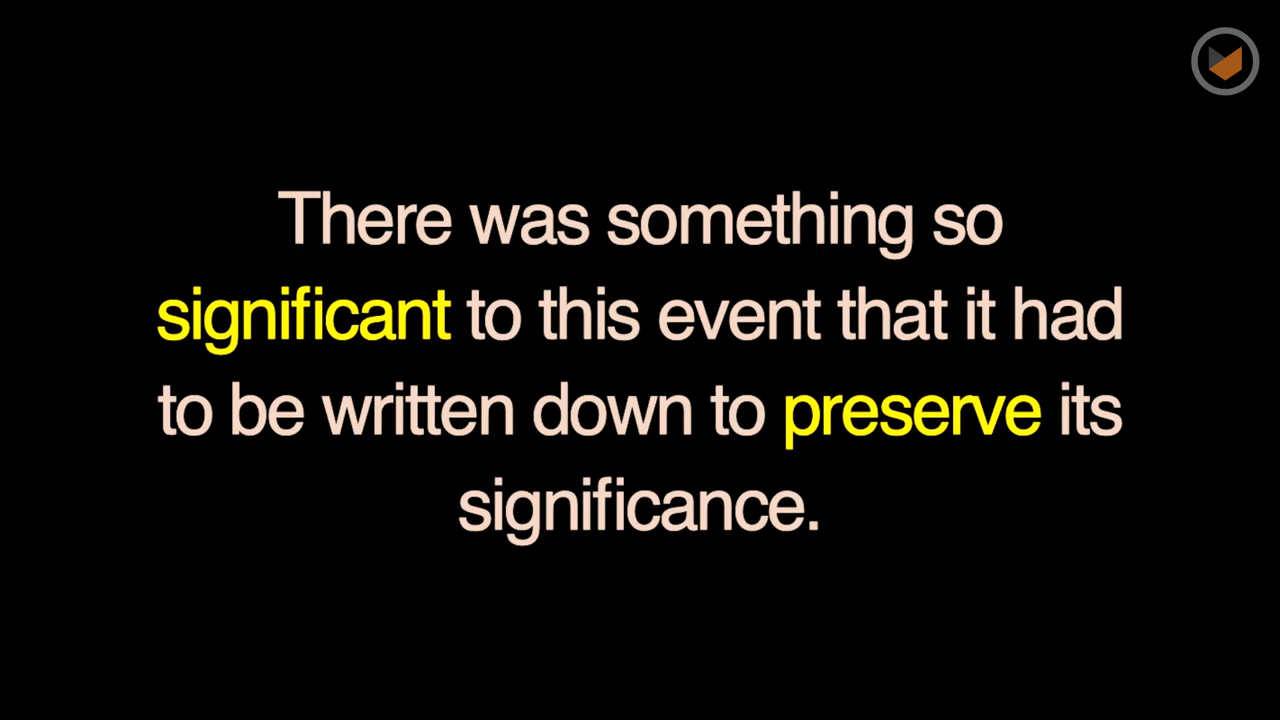 There was something so
significant to this event that it had
to be written down to preserve its
significance.